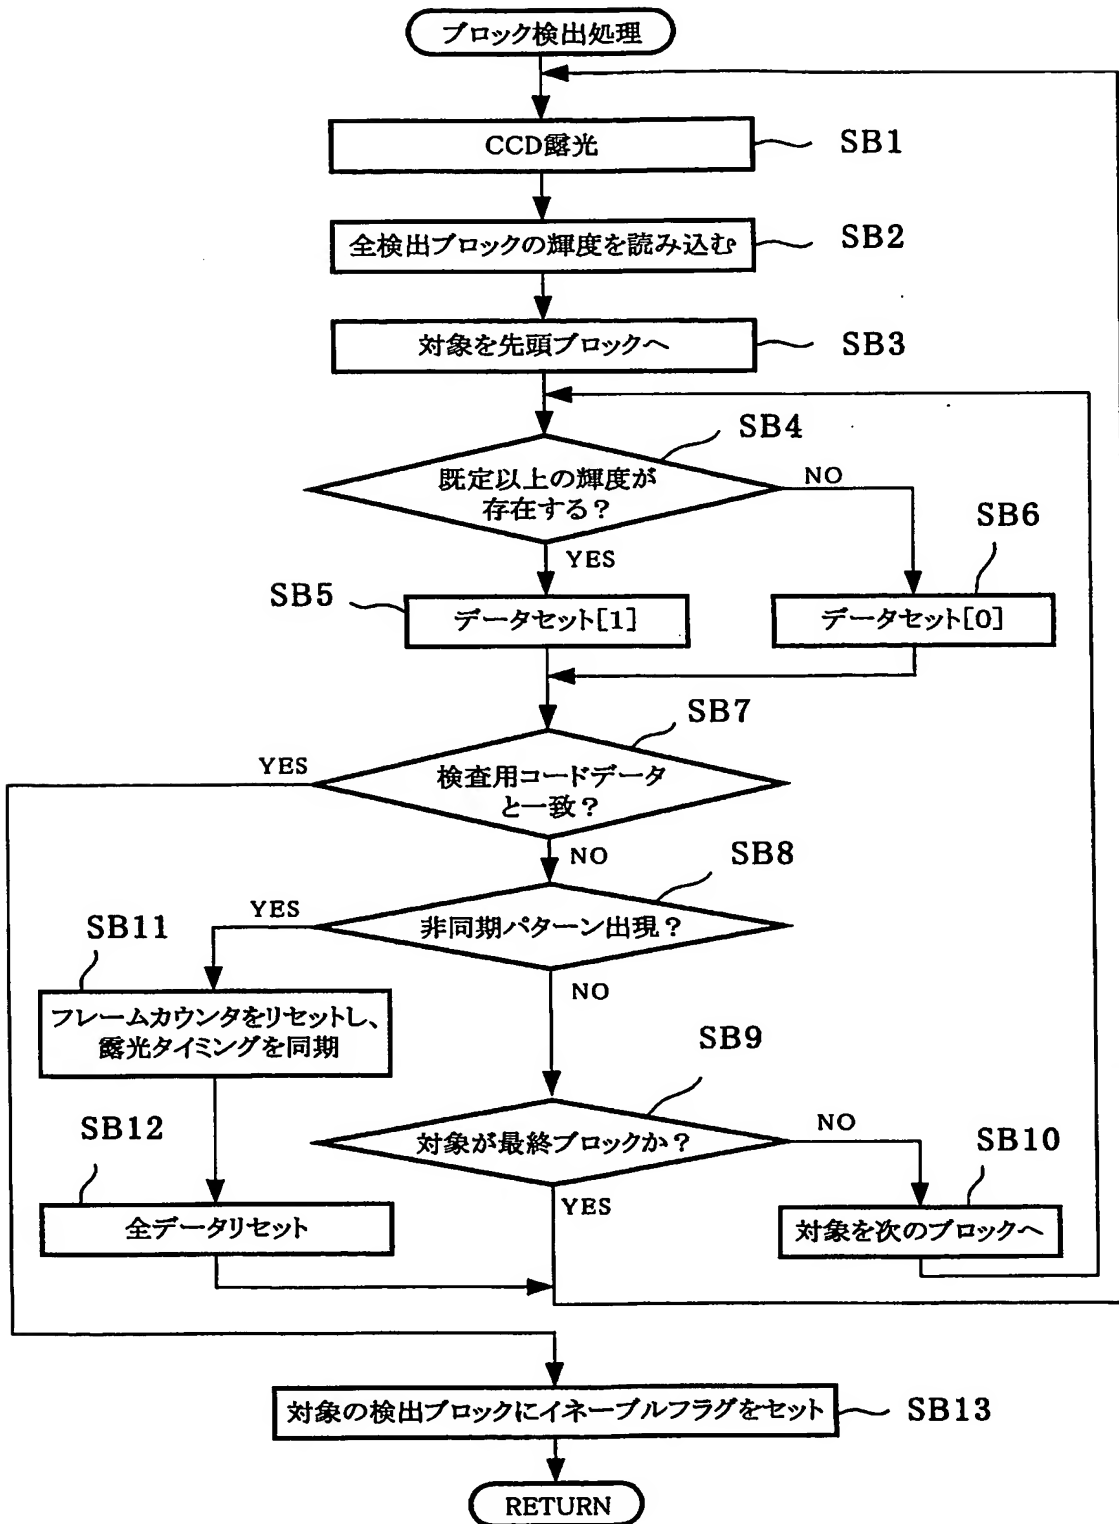 ブロック検出処理
CCD露光
SB1
全検出ブロックの輝度を読み込む
SB2
対象を先頭ブロックへ
SB3
SB4
既定以上の輝度が
存在する？
NO
YES
SB6
SB5
データセット[1]
データセット[0]
SB7
YES
検査用コードデータ
と一致？
NO
SB8
YES
SB11
非同期パターン出現？
NO
フレームカウンタをリセットし、
露光タイミングを同期
SB9
SB12
対象が最終ブロックか？
NO
SB10
YES
全データリセット
対象を次のブロックへ
対象の検出ブロックにイネーブルフラグをセット
SB13
RETURN